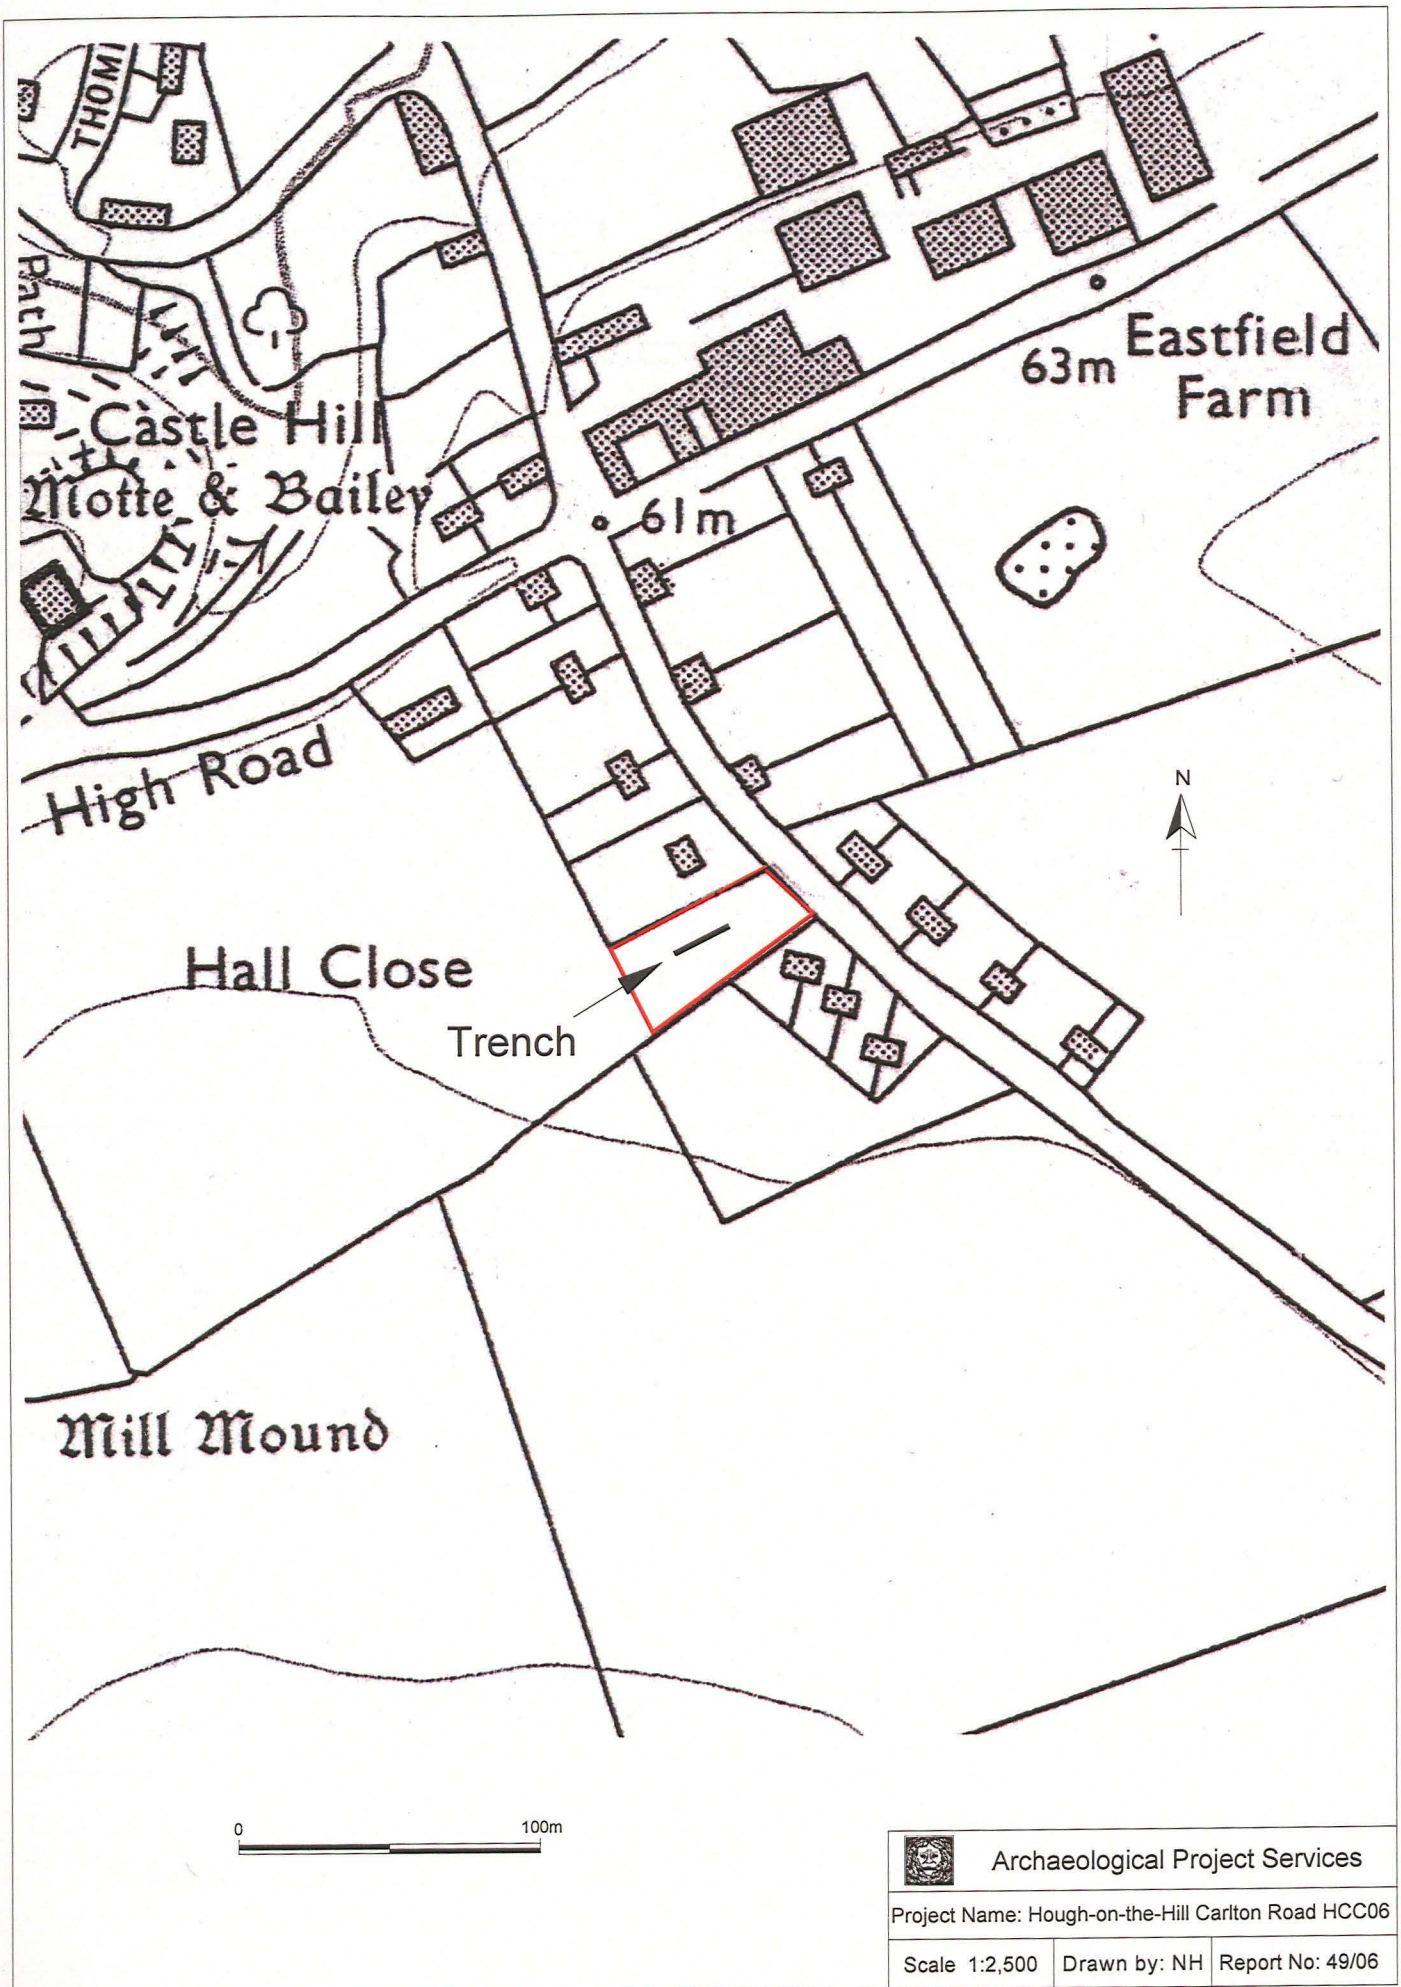 THOM
Path
Castle Hill
Motte & Bailey
61m
63m
Eastfield
Farm
High Road
N
Hall Close
Trench
Mill Mound
0 100m
Archaeological Project Services
Project Name: Hough-on-the-Hill Carlton Road HCC06
Scale 1:2,500 Drawn by: NH Report No: 49/06